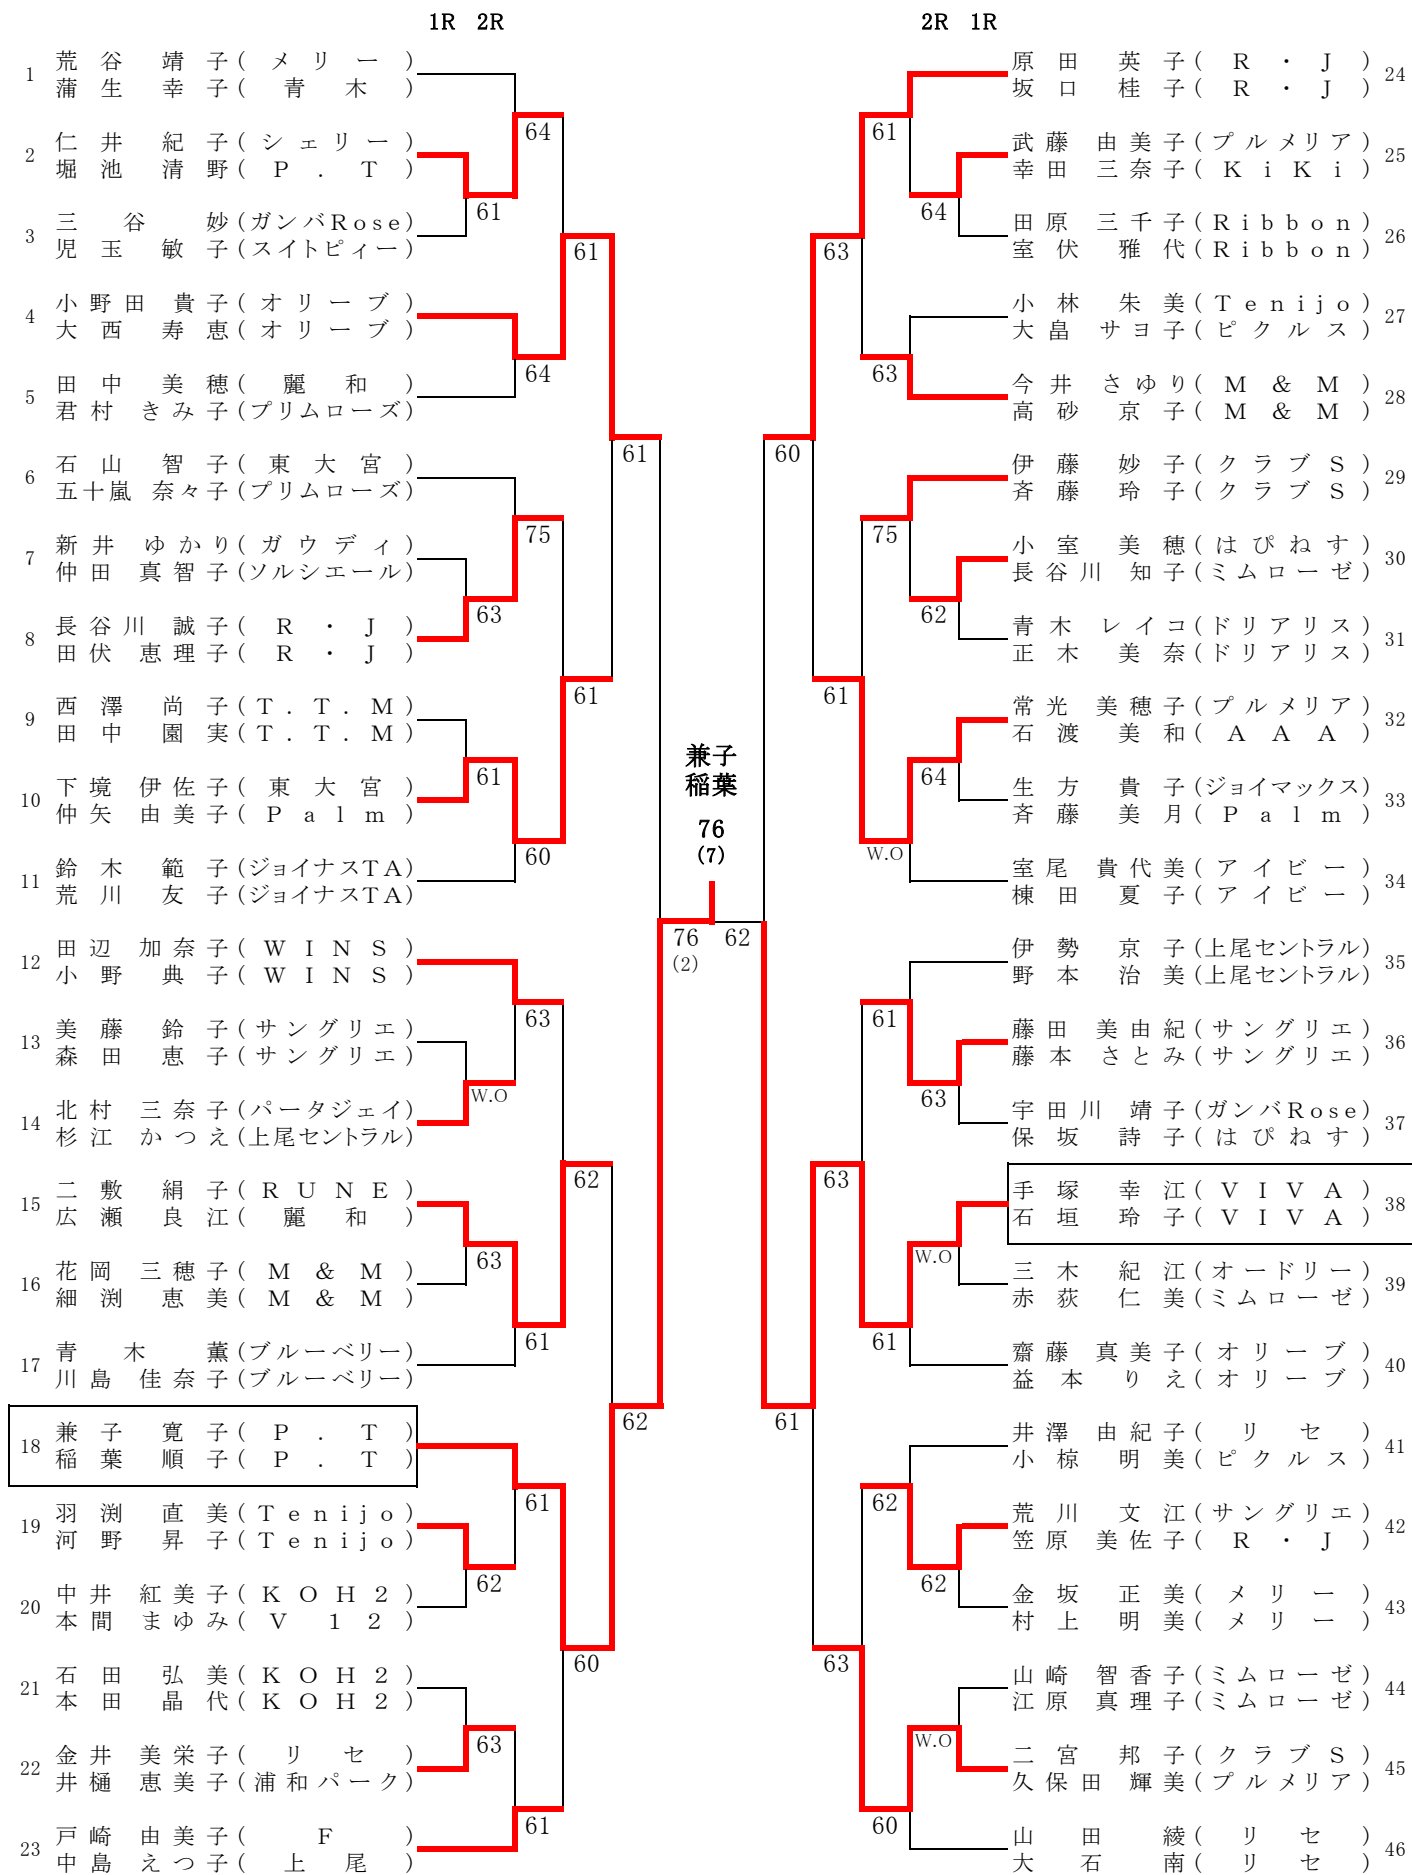 1R 2R
1 荒谷 靖子(メリー)
蒲生 幸子(青木)
64
2 仁井 紀子(シェリー)
堀池 清野(P.T)
61
3 三谷 妙(ガンバRose)
児玉 敏子(スイトピィー)
61
4 小野田 貴子(オリーブ)
大西 寿恵(オリーブ)
64
5 田中 美穂(麗和)
君村 きみ子(プリムローズ)
61
6 石山 智子(東大宮)
五十嵐 奈々子(プリムローズ)
75
7 新井 ゆかり(ガウディ)
仲田 真智子(ソルシエール)
63
8 長谷川 誠子(R・J)
田伏 恵理子(R・J)
61
9 西澤 尚子(T.T.M)
田中 園実(T.T.M)
61
10 下境 伊佐子(東大宮)
仲矢 由美子(Palm)
60
11 鈴木 範子(ジョイナスTA)
荒川 友子(ジョイナスTA)
兼子
稲葉
76
(7)
76 62
(2)
12 田辺 加奈子(WINS)
小野 典子(WINS)
63
13 美藤 鈴子(サングリエ)
森田 恵子(サングリエ)
W.O
14 北村 三奈子(パータジェイ)
杉江 かつえ(上尾セントラル)
62
15 二敷 絹子(RUNE)
広瀬 良江(麗和)
63
16 花岡 三穂子(M&M)
細渕 恵美(M&M)
61
17 青木 薫(ブルーベリー)
川島 佳奈子(ブルーベリー)
62
18 兼子 寛子(P.T)
稲葉 順子(P.T)
61
19 羽渕 直美(Tenijo)
河野 昇子(Tenijo)
62
20 中井 紅美子(KOH2)
本間 まゆみ(V12)
60
21 石田 弘美(KOH2)
本田 晶代(KOH2)
63
22 金井 美栄子(リセ)
井樋 恵美子(浦和パーク)
61
23 戸崎 由美子(F)
中島 えつ子(上尾)
2R 1R
原田 英子(R・J) 24
坂口 桂子(R・J)
61
武藤 由美子(プルメリア) 25
幸田 三奈子(KiKi)
64
田原 三千子(Ribbon) 26
室伏 雅代(Ribbon)
63
小林 朱美(Tenijo) 27
大畠 サヨ子(ピクルス)
63
今井 さゆり(M&M) 28
高砂 京子(M&M)
60
伊藤 妙子(クラブS) 29
斉藤 玲子(クラブS)
75
小室 美穂(はぴねす) 30
長谷川 知子(ミムローゼ)
62
青木 レイコ(ドリアリス) 31
正木 美奈(ドリアリス)
61
常光 美穂子(プルメリア) 32
石渡 美和(AAA)
64
生方 貴子(ジョイマックス) 33
斉藤 美月(Palm)
W.O
室尾 貴代美(アイビー) 34
棟田 夏子(アイビー)
伊勢 京子(上尾セントラル) 35
野本 治美(上尾セントラル)
61
藤田 美由紀(サングリエ) 36
藤本 さとみ(サングリエ)
63
宇田川 靖子(ガンバRose) 37
保坂 詩子(はぴねす)
63
手塚 幸江(VIVA) 38
石垣 玲子(VIVA)
W.O
三木 紀江(オードリー) 39
赤荻 仁美(ミムローゼ)
61
齋藤 真美子(オリーブ) 40
益本 りえ(オリーブ)
61
井澤 由紀子(リセ) 41
小椋 明美(ピクルス)
62
荒川 文江(サングリエ) 42
笠原 美佐子(R・J)
62
金坂 正美(メリー) 43
村上 明美(メリー)
63
山崎 智香子(ミムローゼ) 44
江原 真理子(ミムローゼ)
W.O
二宮 邦子(クラブS) 45
久保田 輝美(プルメリア)
60
山田 綾(リセ) 46
大石 南(リセ)